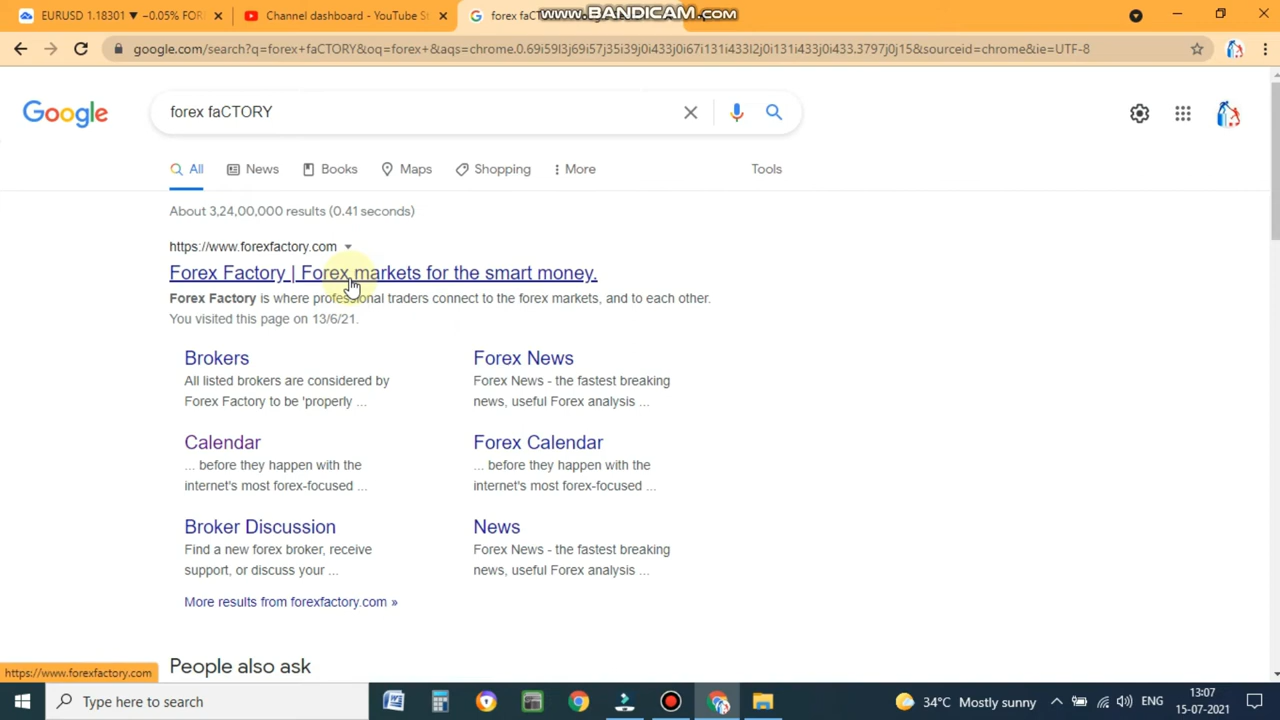 EURUSD 1.18301 ▼ −0.05% FOR
Channel dashboard - YouTube St
forex fa
www.BANDICAM.com
google.com/search?q=forex+faCTORY&oq=forex+&aqs=chrome.0.69i59l3j69i57j35i39j0i433j0i67i131i433l2j0i131i433j0i433.3797j0j15&sourceid=chrome&ie=UTF-8
Google
forex faCTORY
All
News
Books
Maps
Shopping
More
Tools
About 3,24,00,000 results (0.41 seconds)
https://www.forexfactory.com
Forex Factory | Forex markets for the smart money.
Forex Factory is where professional traders connect to the forex markets, and to each other.
You visited this page on 13/6/21.
Brokers
All listed brokers are considered by
Forex Factory to be 'properly ...
Forex News
Forex News - the fastest breaking
news, useful Forex analysis ...
Calendar
... before they happen with the
internet's most forex-focused ...
Forex Calendar
... before they happen with the
internet's most forex-focused ...
Broker Discussion
Find a new forex broker, receive
support, or discuss your ...
News
Forex News - the fastest breaking
news, useful Forex analysis ...
More results from forexfactory.com »
People also ask
https://www.forexfactory.com
Type here to search
34°C Mostly sunny
ENG
13:07
15-07-2021